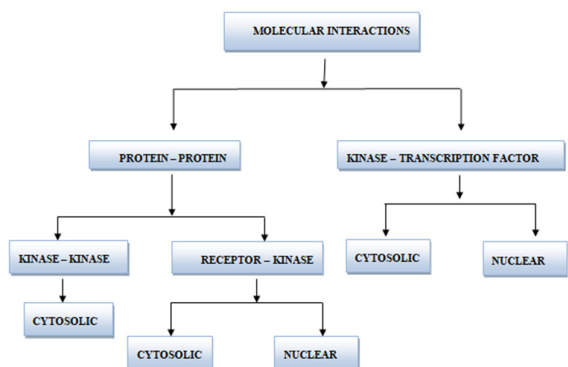 MOLECULAR INTERACTIONS
PROTEIN – PROTEIN
KINASE – TRANSCRIPTION FACTOR
KINASE – KINASE
RECEPTOR – KINASE
CYTOSOLIC
NUCLEAR
CYTOSOLIC
CYTOSOLIC
NUCLEAR